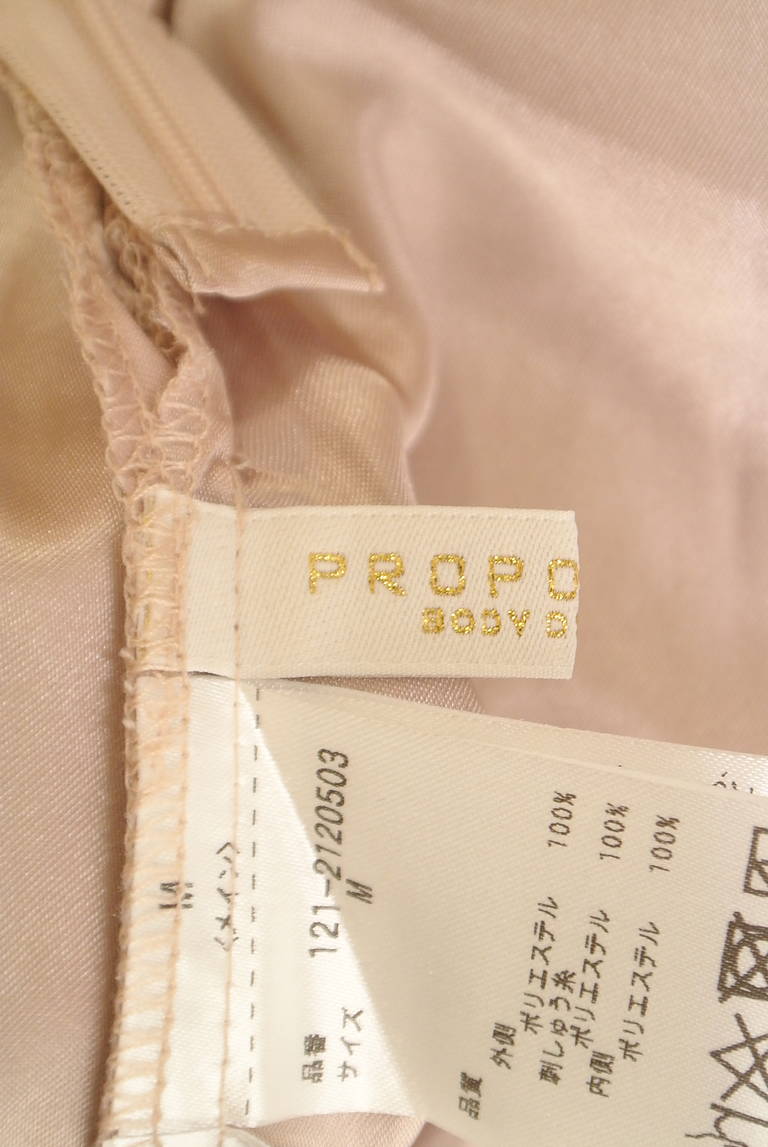 PROPO
BODY D
M
<メイン>
品番 121-2120503
サイズ M
品質
外側
ポリエステル 100%
刺しゅう糸
ポリエステル 100%
内側
ポリエステル 100%